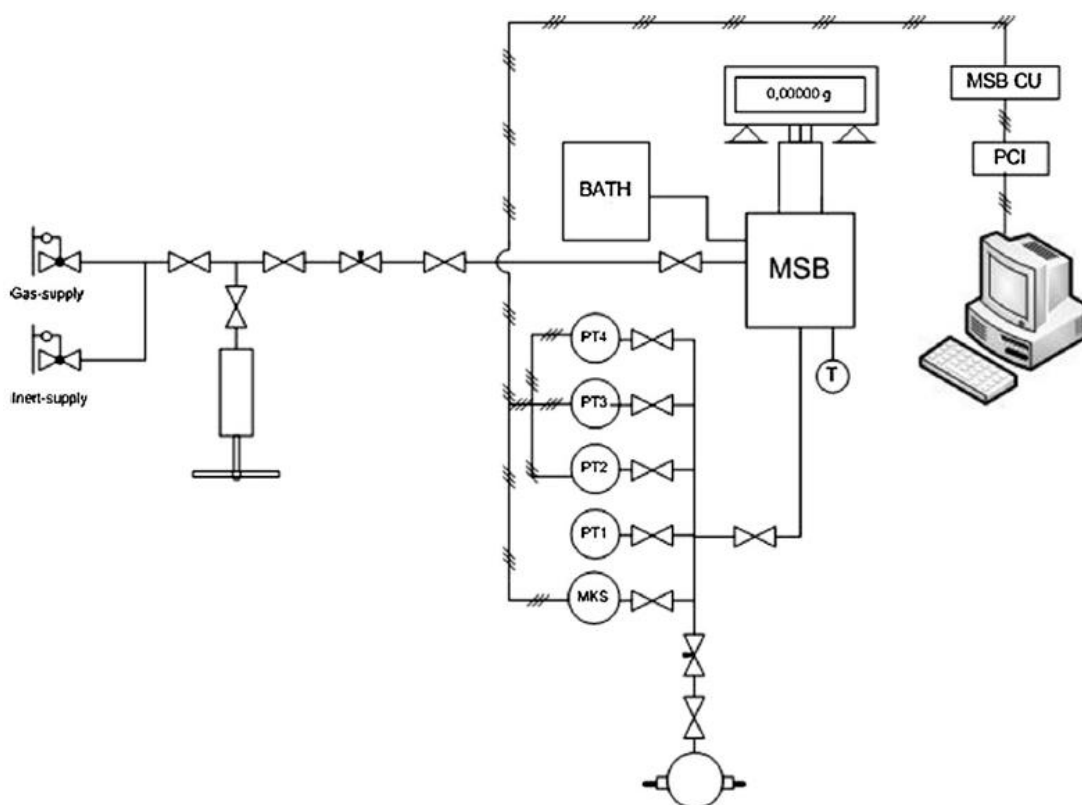 MSB CU
0,00000 g
PCI
BATH
MSB
Gas-supply
PT4
T
Inert-supply
PT3
PT2
PT1
MKS